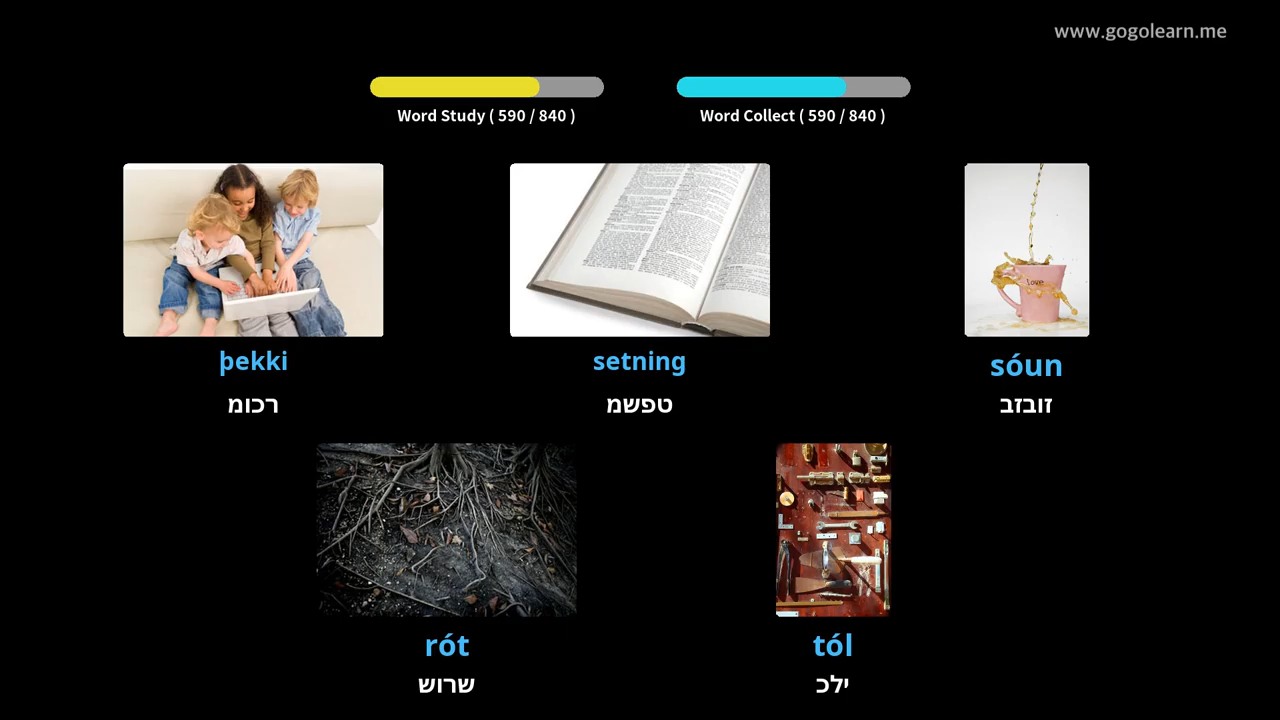 www.gogolearn.me
Word Study ( 590 / 840 )
Word Collect ( 590 / 840 )
þekki
רכומ
setning
טפשמ
love
sóun
זובזב
rót
שרוש
tól
ילכ